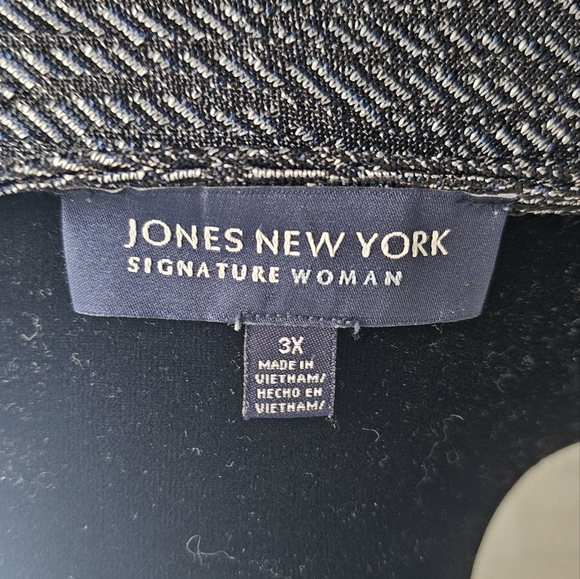 JONES NEW YORK
SIGNATURE WOMAN
3X
MADE IN
VIETNAM/
HECHO EN
VIETNAM/